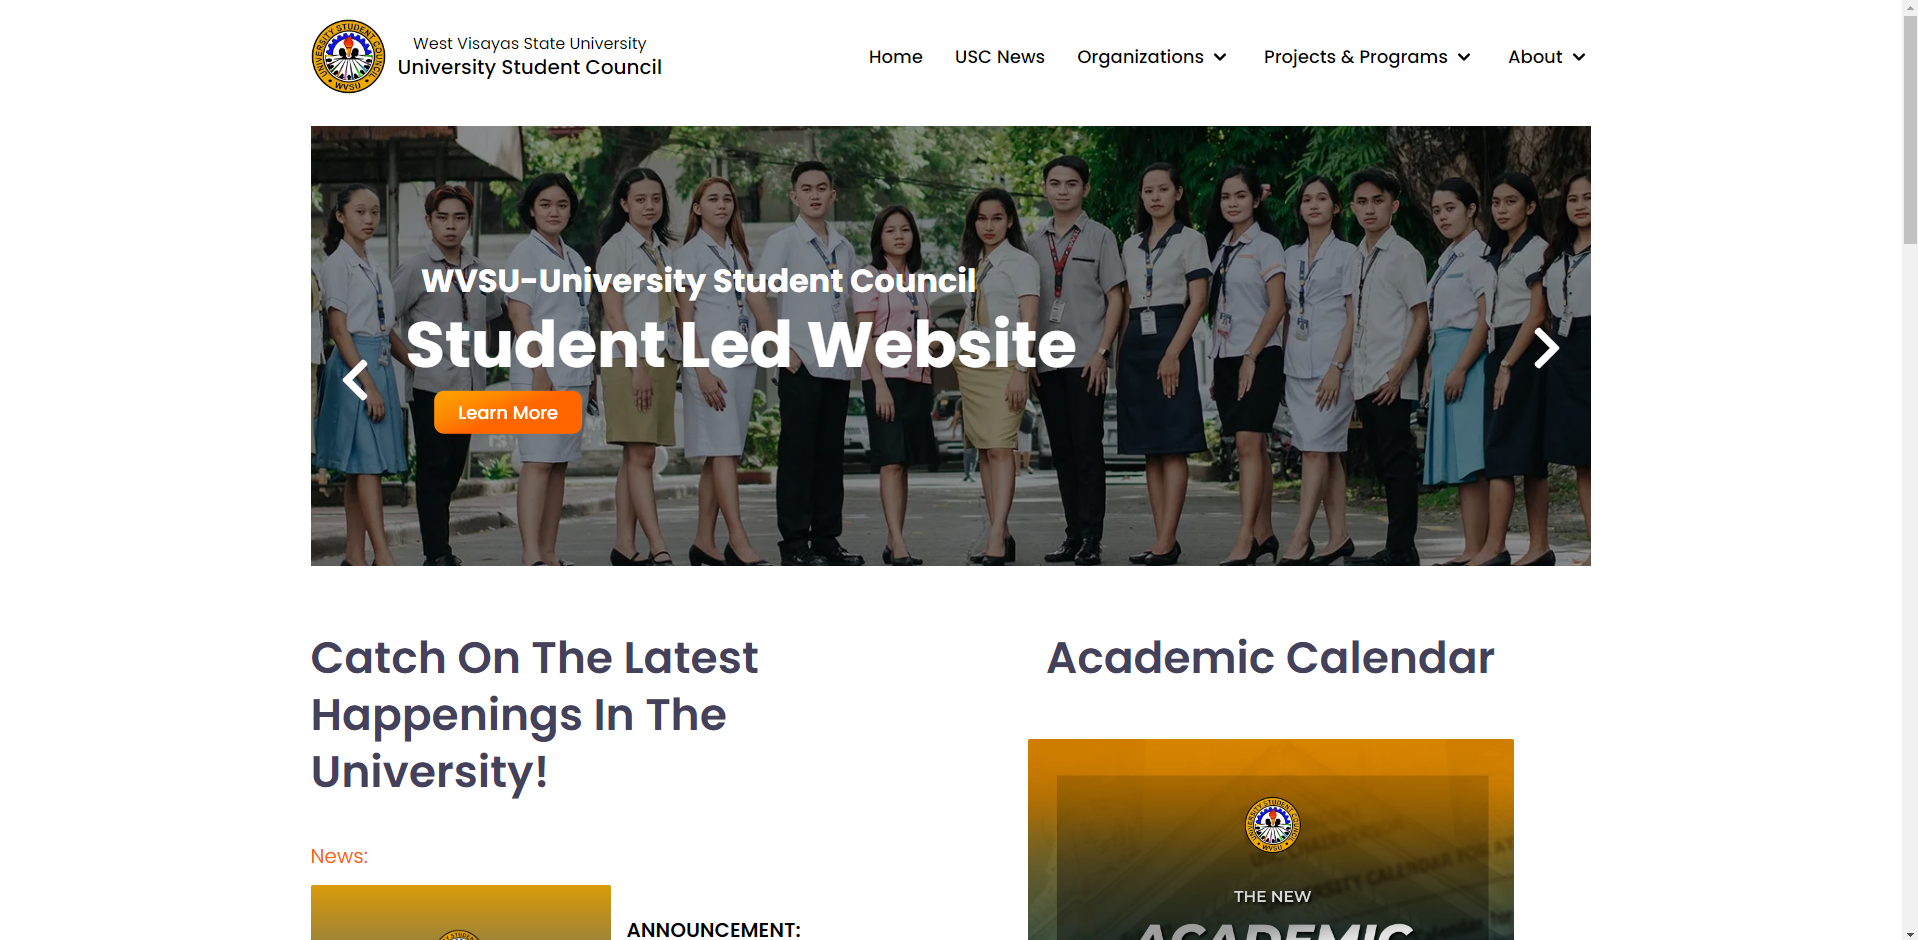 West Visayas State University
University Student Council
Home
USC News
Organizations
Projects & Programs
About
WVSU-University Student Council
Student Led Website
Learn More
Catch On The Latest
Happenings In The
University!
News:
ANNOUNCEMENT:
Academic Calendar
UNIVERSITY STUDENT COUNCIL
WVSU
THE NEW
ACADEMIC